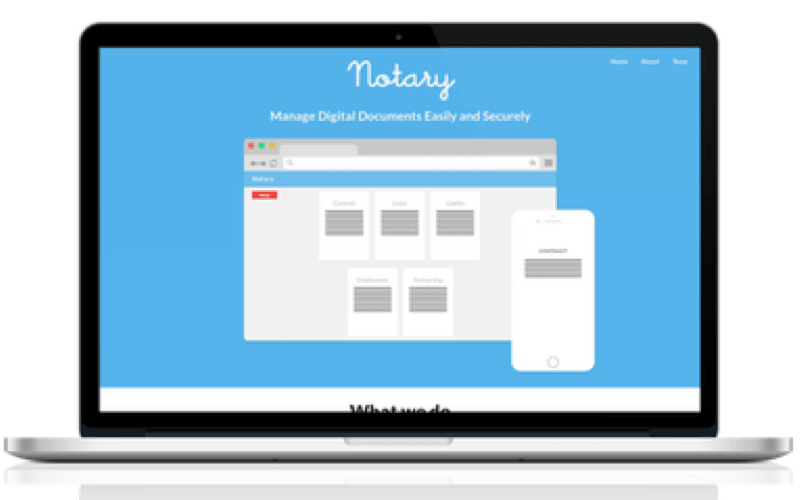 Notary
Home About Team
Manage Digital Documents Easily and Securely
Notary
Contract Lease Liability
CONTRACT
Employment Partnership
What we do